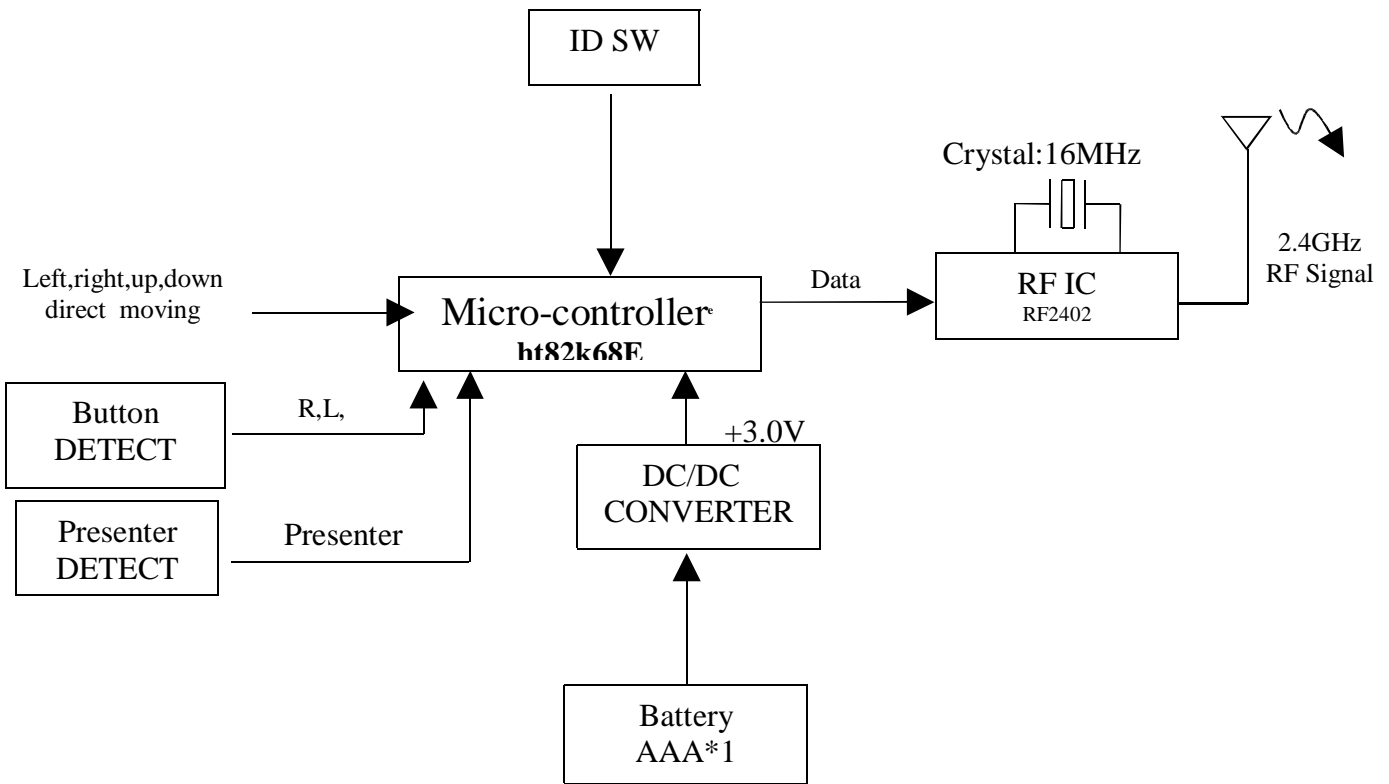 ID SW
Crystal:16MHz
2.4GHz
RF Signal
Left,right,up,down
direct moving
Micro-controller
ht82k68E
Data
RF IC
RF2402
Button
DETECT
R,L,
+3.0V
DC/DC
CONVERTER
Presenter
DETECT
Presenter
Battery
AAA*1